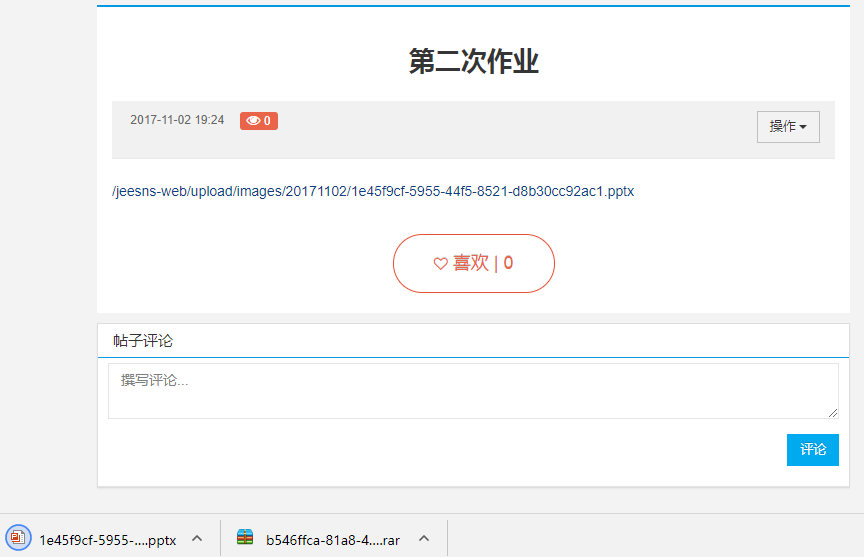 第二次作业
2017-11-02 19:24 0 操作
/jeesns-web/upload/images/20171102/1e45f9cf-5955-44f5-8521-d8b30cc92ac1.pptx
喜欢 | 0
帖子评论
撰写评论...
评论
1e45f9cf-5955-....pptx b546ffca-81a8-4....rar